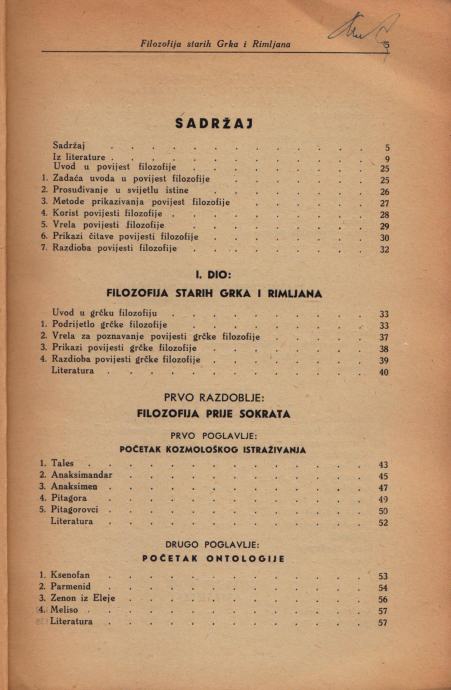 Filozofija starih Grka i Rimljana 5
SADRŽAJ
Sadržaj . . . . . . . . . . . . . . 5
Iz literature . . . . . . . . . . . . . . 9
Uvod u povijest filozofije . . . . . . . . . . 25
1. Zadaća uvoda u povijest filozofije . . . . . . . . 25
2. Prosuđivanje u svijetlu istine . . . . . . . . . 26
3. Metode prikazivanja povijest filozofije . . . . . . . 27
4. Korist povijesti filozofije . . . . . . . . . . 28
5. Vrela povijesti filozofije . . . . . . . . . . 29
6. Prikazi čitave povijesti filozofije . . . . . . . . 30
7. Razdioba povijesti filozofije . . . . . . . . . 32
I. DIO:
FILOZOFIJA STARIH GRKA I RIMLJANA
Uvod u grčku filozofiju . . . . . . . . . . 33
1. Podrijetlo grčke filozofije . . . . . . . . . . 33
2. Vrela za poznavanje povijesti grčke filozofije . . . . . 37
3. Prikazi povijesti grčke filozofije . . . . . . . . 38
4. Razdioba povijesti grčke filozofije . . . . . . . . 39
Literatura . . . . . . . . . . . . . 40
PRVO RAZDOBLJE:
FILOZOFIJA PRIJE SOKRATA
PRVO POGLAVLJE:
POČETAK KOZMOLOŠKOG ISTRAŽIVANJA
1. Tales . . . . . . . . . . . . . . 43
2. Anaksimandar . . . . . . . . . . . . 45
3. Anaksimen . . . . . . . . . . . . . 47
4. Pitagora . . . . . . . . . . . . . 49
5. Pitagorovci . . . . . . . . . . . . . 50
Literatura . . . . . . . . . . . . . 52
DRUGO POGLAVLJE:
POČETAK ONTOLOGIJE
1. Ksenofan . . . . . . . . . . . . . 53
2. Parmenid . . . . . . . . . . . . . 54
3. Zenon iz Eleje . . . . . . . . . . . . 56
4. Meliso . . . . . . . . . . . . . . 57
Literatura . . . . . . . . . . . . . 57